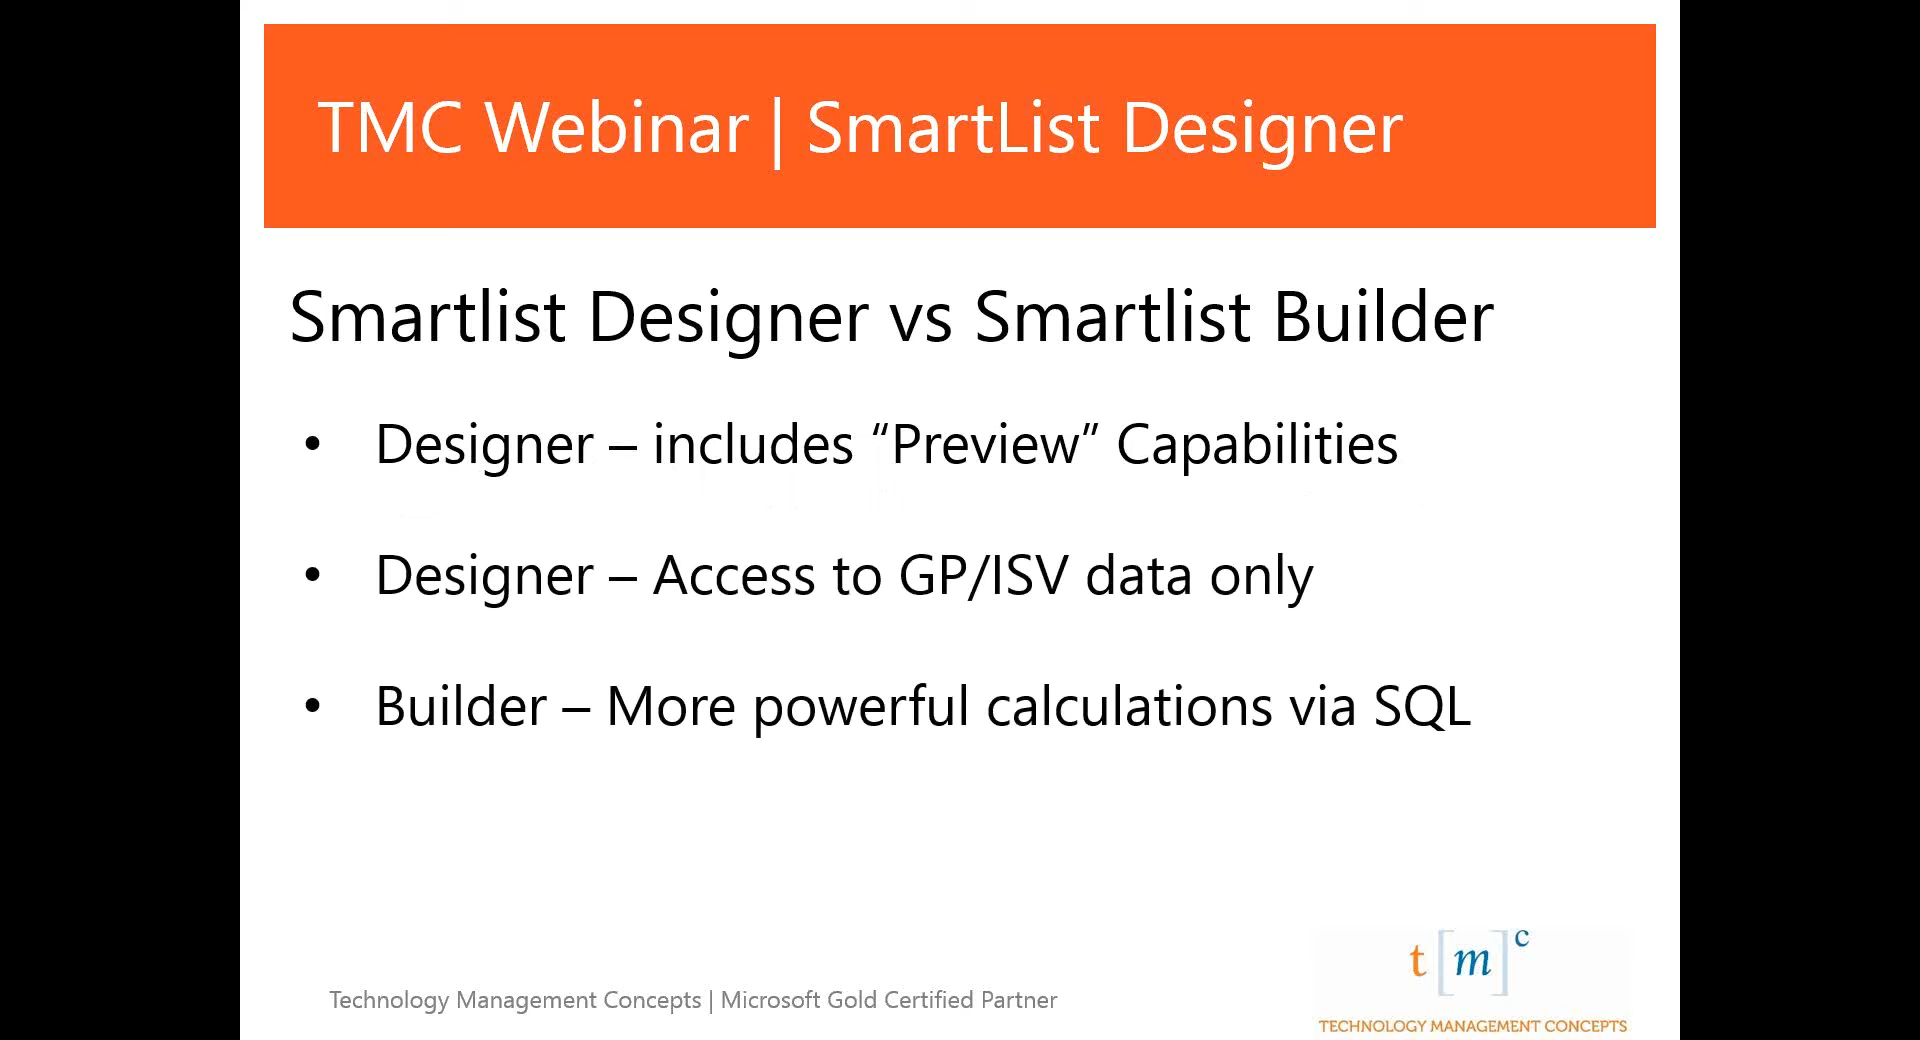 TMC Webinar | SmartList Designer
Smartlist Designer vs Smartlist Builder
• Designer – includes “Preview” Capabilities
• Designer – Access to GP/ISV data only
• Builder – More powerful calculations via SQL
Technology Management Concepts | Microsoft Gold Certified Partner
t[m]c
TECHNOLOGY MANAGEMENT CONCEPTS